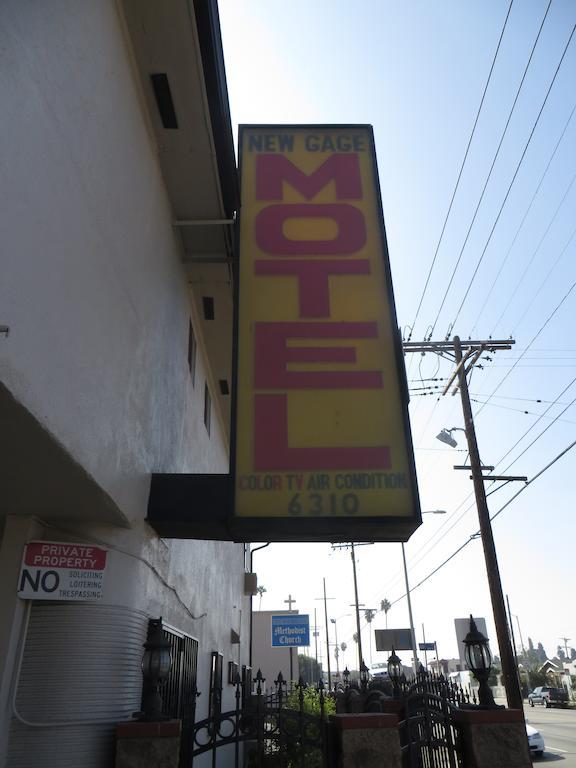 NEW GAGE
MOTEL
COLOR TV AIR CONDITION
6310
PRIVATE
PROPERTY
NO SOLICITING
LOITERING
TRESPASSING.
Methodist
Church